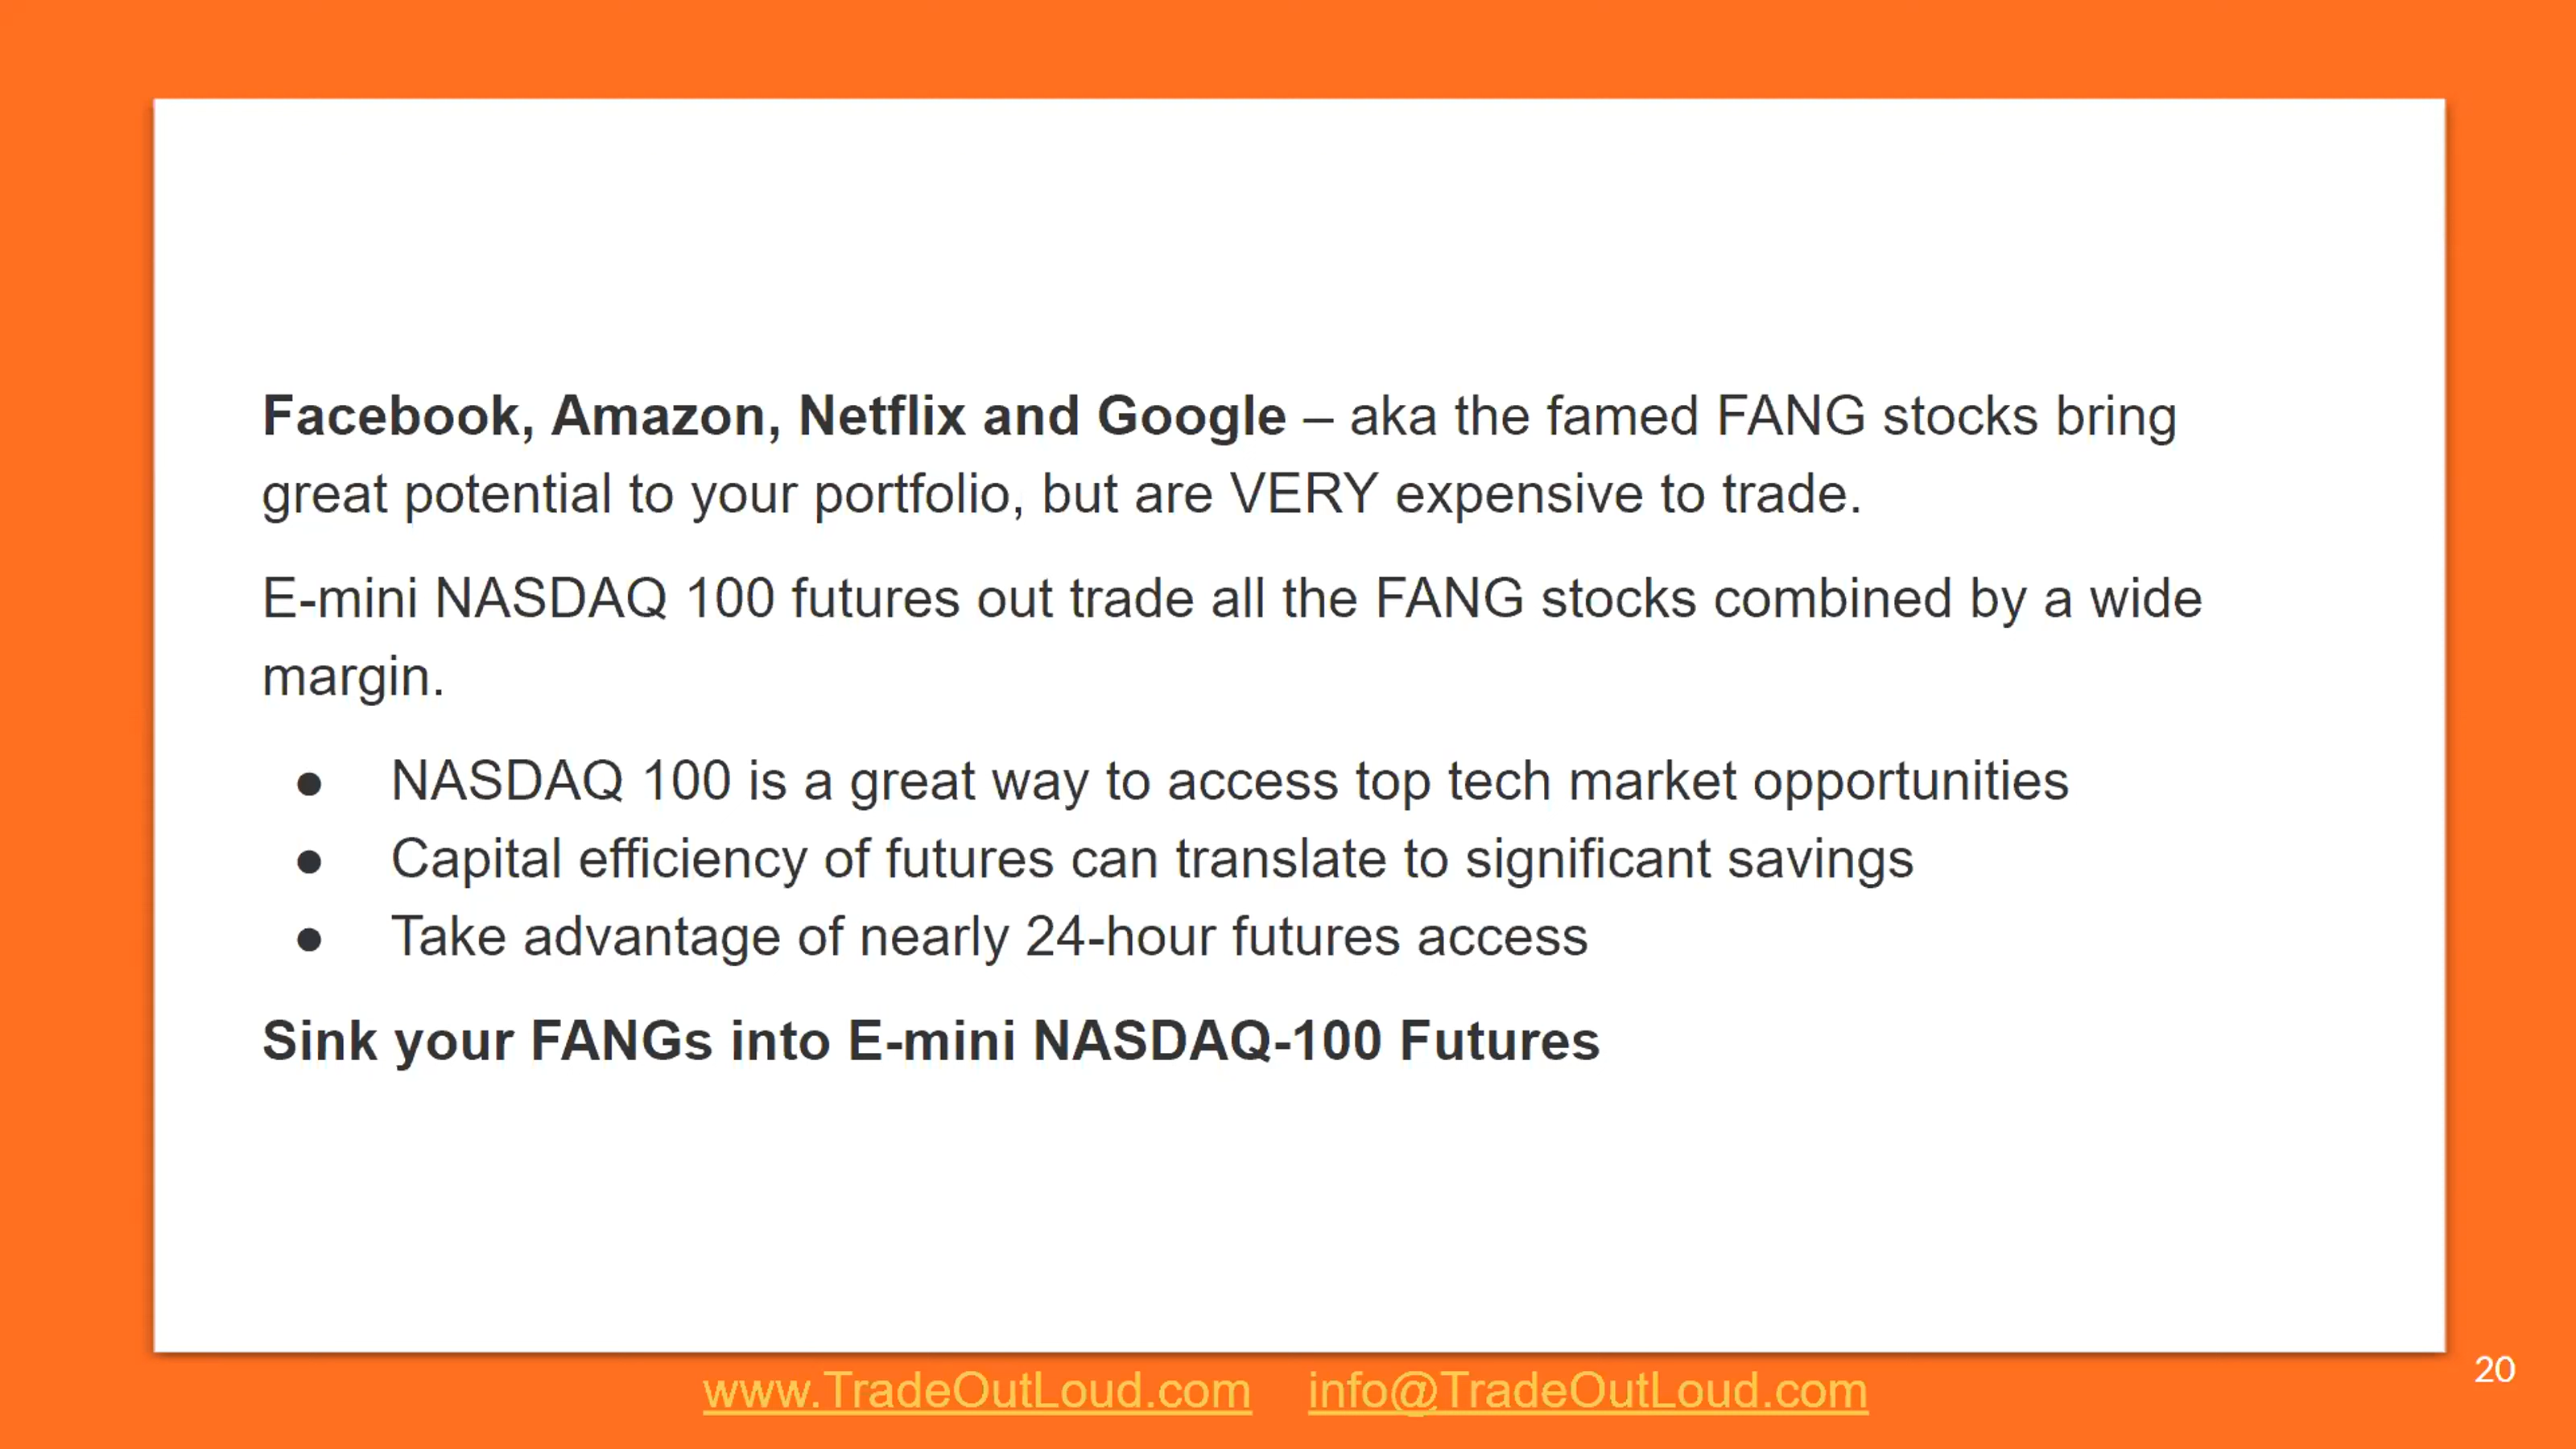 Facebook, Amazon, Netflix and Google – aka the famed FANG stocks bring
great potential to your portfolio, but are VERY expensive to trade.
E-mini NASDAQ 100 futures out trade all the FANG stocks combined by a wide
margin.
● NASDAQ 100 is a great way to access top tech market opportunities
● Capital efficiency of futures can translate to significant savings
● Take advantage of nearly 24-hour futures access
Sink your FANGs into E-mini NASDAQ-100 Futures
www.TradeOutLoud.com info@TradeOutLoud.com
20